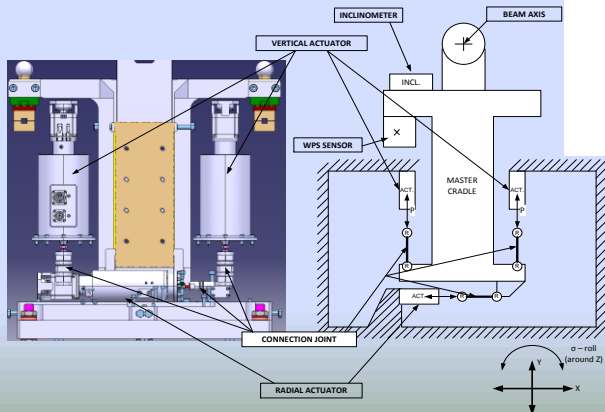 INCLINOMETER
BEAM AXIS
VERTICAL ACTUATOR
INCL.
WPS SENSOR
MASTER
CRADLE
ACT.
ACT.
P
P
R
R
R
R
ACT.
R
R
CONNECTION JOINT
RADIAL ACTUATOR
σ – roll
(around Z)
Y
X